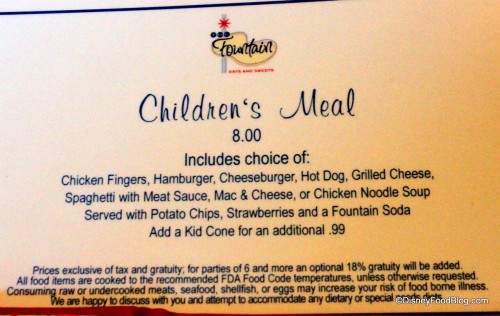 Fountain
EATS AND SWEETS
Children's Meal
8.00
Includes choice of:
Chicken Fingers, Hamburger, Cheeseburger, Hot Dog, Grilled Cheese,
Spaghetti with Meat Sauce, Mac & Cheese, or Chicken Noodle Soup
Served with Potato Chips, Strawberries and a Fountain Soda
Add a Kid Cone for an additional .99
Prices exclusive of tax and gratuity; for parties of 6 and more an optional 18% gratuity will be added.
All food items are cooked to the recommended FDA Food Code temperatures, unless otherwise requested.
Consuming raw or undercooked meats, seafood, shellfish, or eggs may increase your risk of food borne illness.
We are happy to discuss with you and attempt to accommodate any dietary or special
©DisneyFoodBlog.com